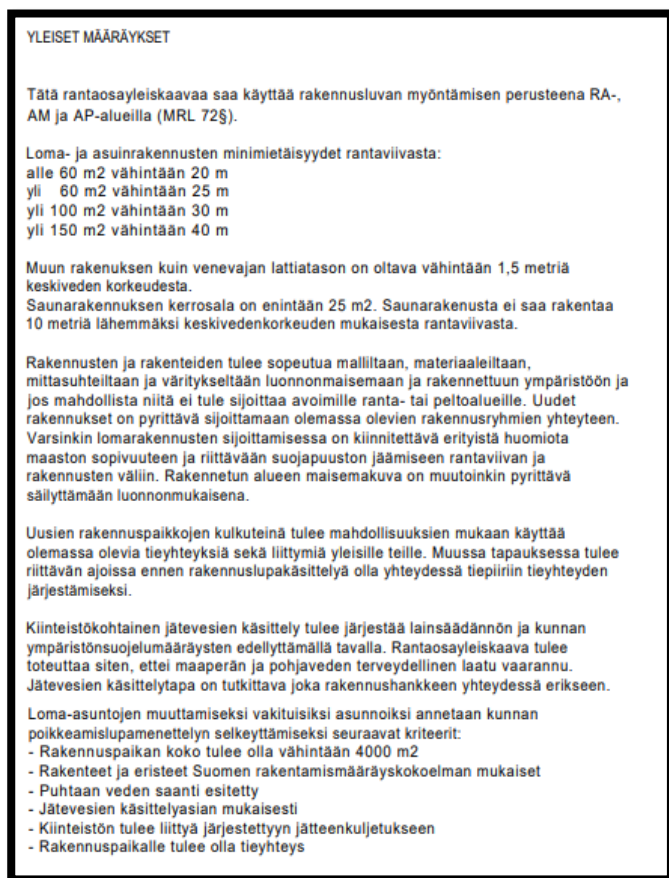 YLEISET MÄÄRÄYKSET
Tätä rantaosayleiskaavaa saa käyttää rakennusluvan myöntämisen perusteena RA-,
AM ja AP-alueilla (MRL 72§).
Loma- ja asuinrakennusten minimietäisyydet rantaviivasta:
alle 60 m2 vähintään 20 m
yli 60 m2 vähintään 25 m
yli 100 m2 vähintään 30 m
yli 150 m2 vähintään 40 m
Muun rakenuksen kuin venevajan lattiatason on oltava vähintään 1,5 metriä
keskiveden korkeudesta.
Saunarakennuksen kerrosala on enintään 25 m2. Saunarakenusta ei saa rakentaa
10 metriä lähemmäksi keskivedenkorkeuden mukaisesta rantaviivasta.
Rakennusten ja rakenteiden tulee sopeutua malliltaan, materiaaleiltaan,
mittasuhteiltaan ja väritykseltään luonnonmaisemaan ja rakennettuun ympäristöön ja
jos mahdollista niitä ei tule sijoittaa avoimille ranta- tai peltoalueille. Uudet
rakennukset on pyrittävä sijoittamaan olemassa olevien rakennusryhmien yhteyteen.
Varsinkin lomarakennusten sijoittamisessa on kiinnitettävä erityistä huomiota
maaston sopivuuteen ja riittävään suojapuuston jäämiseen rantaviivan ja
rakennusten väliin. Rakennetun alueen maisemakuva on muutoinkin pyrittävä
säilyttämään luonnonmukaisena.
Uusien rakennuspaikkojen kulkuteinä tulee mahdollisuuksien mukaan käyttää
olemassa olevia tieyhteyksiä sekä liittymiä yleisille teille. Muussa tapauksessa tulee
riittävän ajoissa ennen rakennuslupakäsittelyä olla yhteydessä tiepiiriin tieyhteyden
järjestämiseksi.
Kiinteistökohtainen jätevesien käsittely tulee järjestää lainsäädännön ja kunnan
ympäristönsuojelumääräysten edellyttämällä tavalla. Rantaosayleiskaava tulee
toteuttaa siten, ettei maaperän ja pohjaveden terveydellinen laatu vaarannu.
Jätevesien käsittelytapa on tutkittava joka rakennushankkeen yhteydessä erikseen.
Loma-asuntojen muuttamiseksi vakituisiksi asunnoiksi annetaan kunnan
poikkeamislupamenettelyn selkeyttämiseksi seuraavat kriteerit:
- Rakennuspaikan koko tulee olla vähintään 4000 m2
- Rakenteet ja eristeet Suomen rakentamismääräyskokoelman mukaiset
- Puhtaan veden saanti esitetty
- Jätevesien käsittelyasian mukaisesti
- Kiinteistön tulee liittyä järjestettyyn jätteenkuljetukseen
- Rakennuspaikalle tulee olla tieyhteys